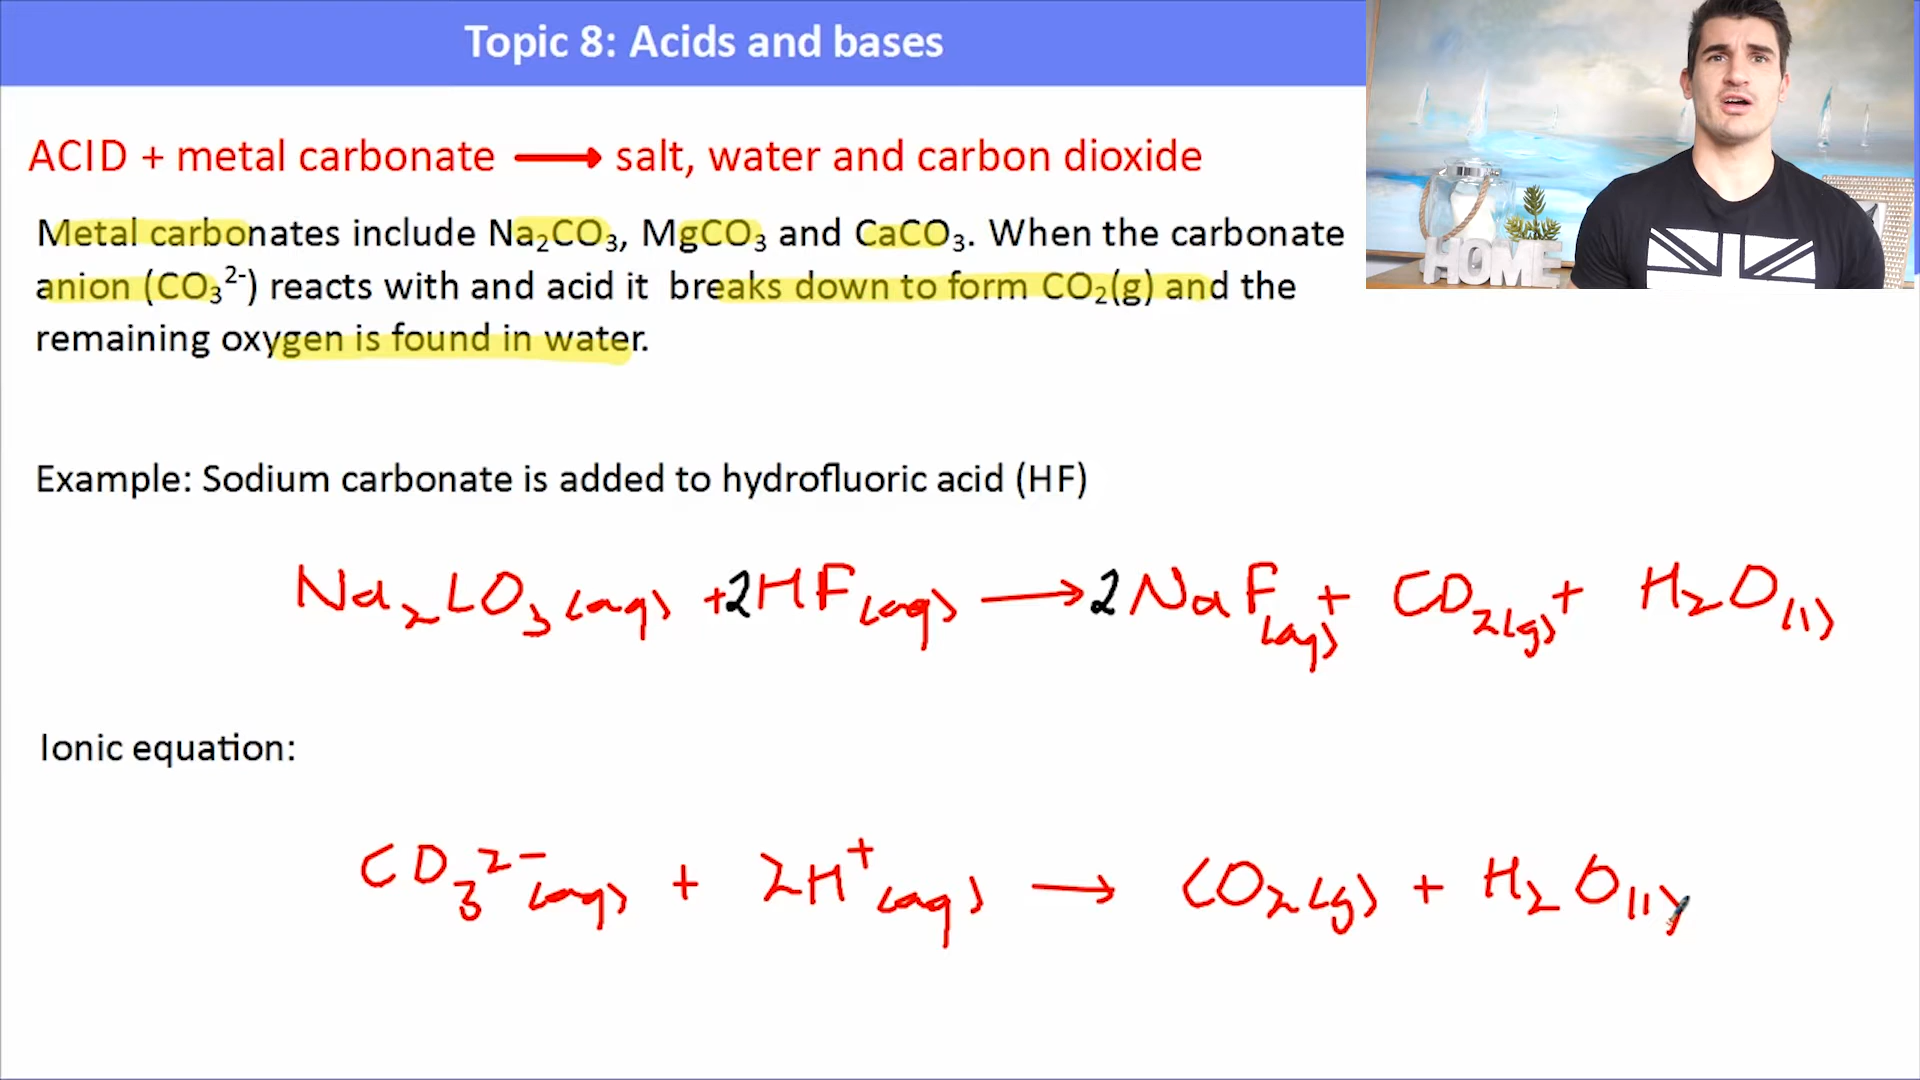 Topic 8: Acids and bases
ACID + metal carbonate ⟶ salt, water and carbon dioxide
Metal carbonates include Na₂CO₃, MgCO₃ and CaCO₃. When the carbonate
anion (CO₃²⁻) reacts with and acid it breaks down to form CO₂(g) and the
remaining oxygen is found in water.
HOME
Example: Sodium carbonate is added to hydrofluoric acid (HF)
Na₂CO₃(aq) + 2HF(aq) ⟶ 2NaF(aq) + CO₂(g) + H₂O(l)
Ionic equation:
CO₃²⁻(aq) + 2H⁺(aq) ⟶ CO₂(g) + H₂O(l)